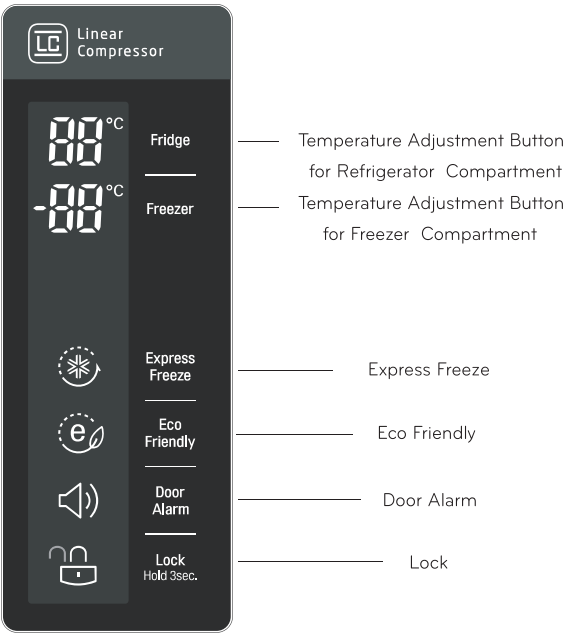 LC
Linear
Compressor
88°C
Fridge
Temperature Adjustment Button
for Refrigerator Compartment
-88°C
Freezer
Temperature Adjustment Button
for Freezer Compartment
Express
Freeze
Express Freeze
e
Eco
Friendly
Eco Friendly
Door
Alarm
Door Alarm
Lock
Hold 3sec.
Lock